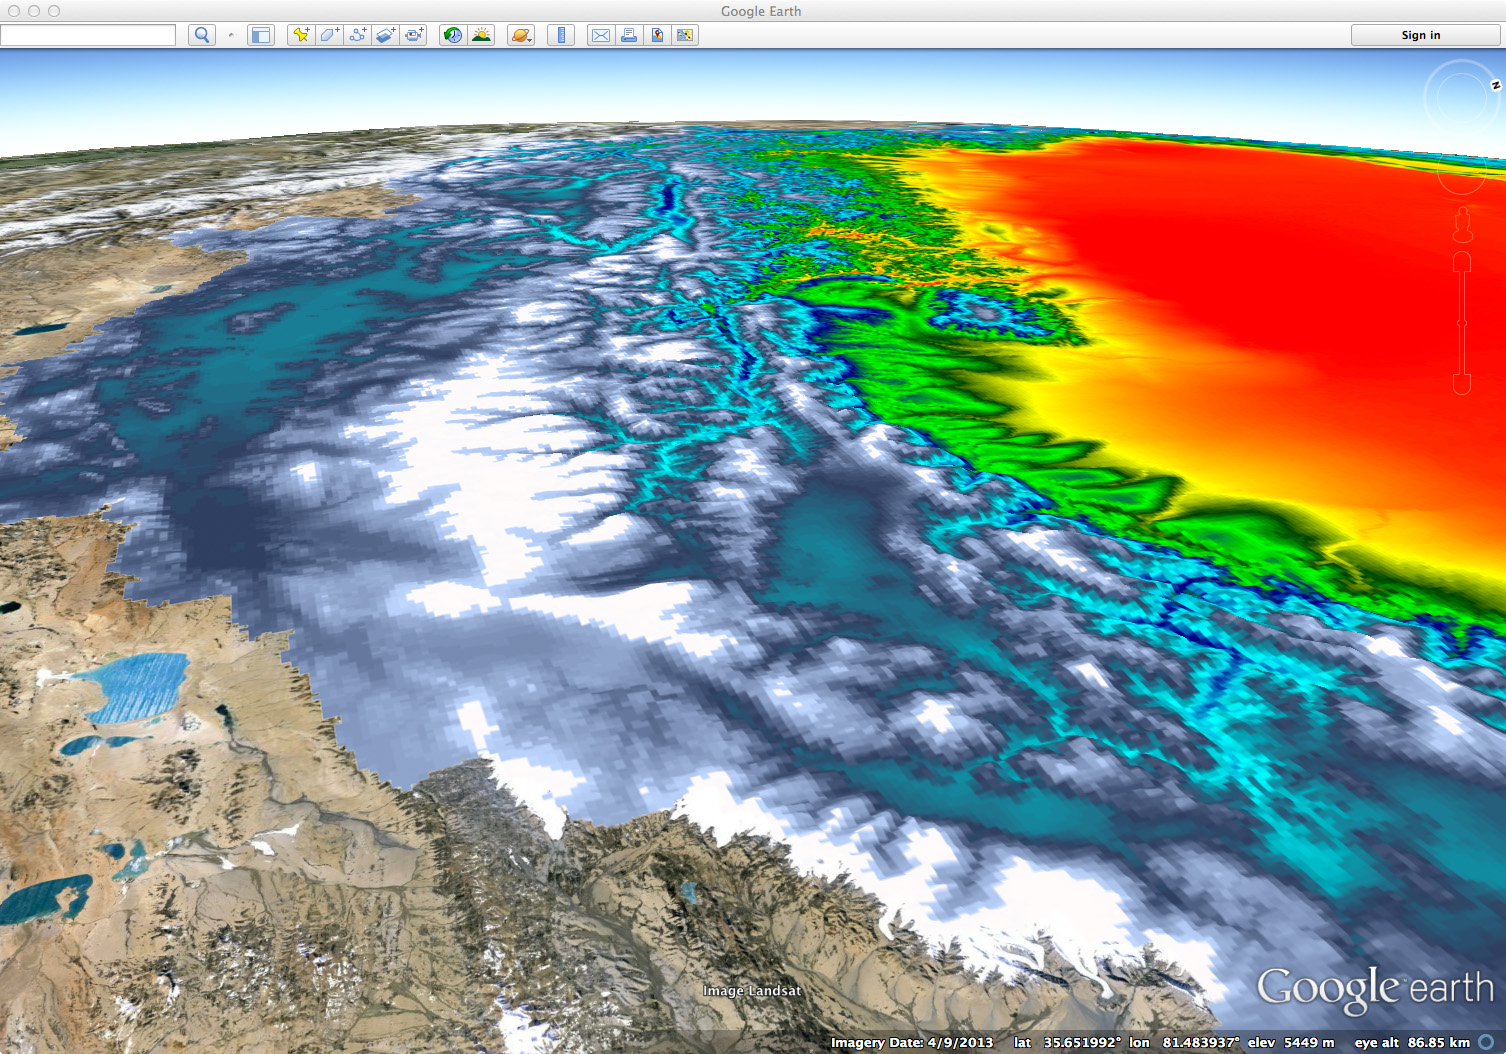 Google Earth
Sign in
N
Image Landsat
Google earth
Imagery Date: 4/9/2013 lat 35.651992° lon 81.483937° elev 5449 m eye alt 86.85 km